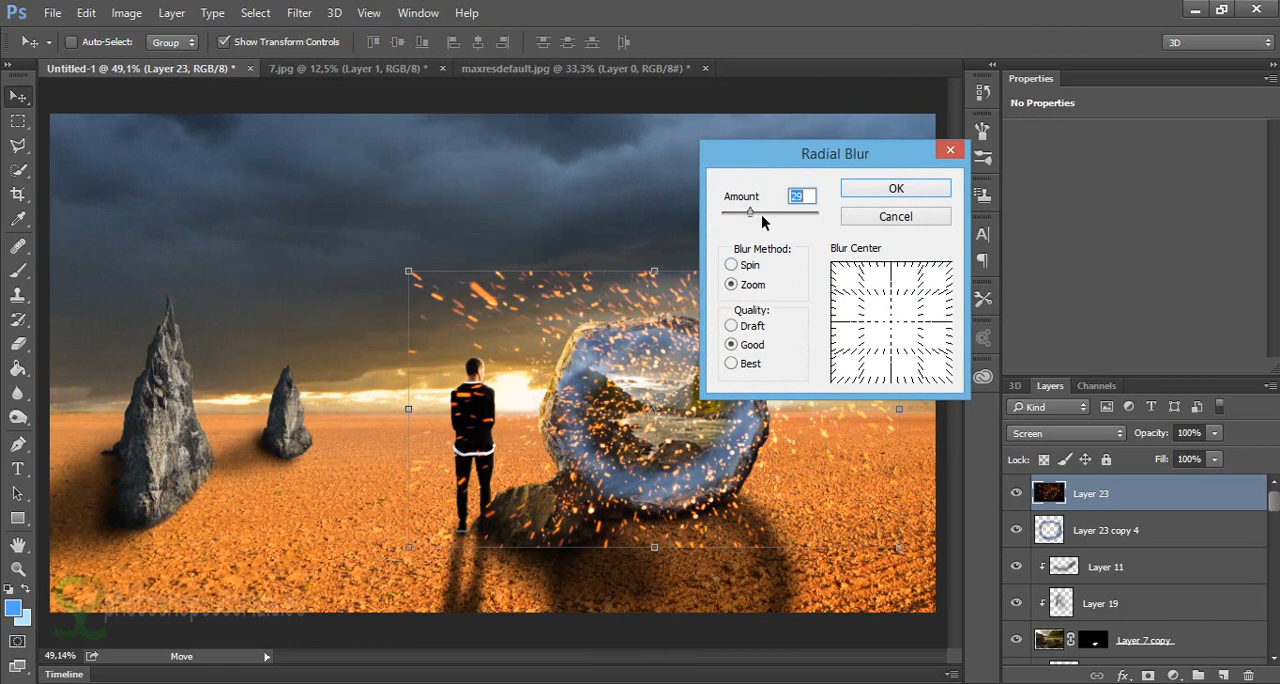 Ps File Edit Image Layer Type Select Filter 3D View Window Help
Auto-Select: Group Show Transform Controls 3D
Untitled-1 @ 49,1% (Layer 23, RGB/8) * × 7.jpg @ 12,5% (Layer 1, RGB/8) * × maxresdefault.jpg @ 33,3% (Layer 0, RGB/8#) * ×
Properties
No Properties
Radial Blur
Amount 29 OK
Cancel
Blur Method: Blur Center
Spin
Zoom
Quality:
Draft
Good
Best
3D Layers Channels
Kind
Screen Opacity: 100%
Lock: Fill: 100%
Layer 23
Layer 23 copy 4
Layer 11
Layer 19
Layer 7 copy
49,14% Move
Timeline